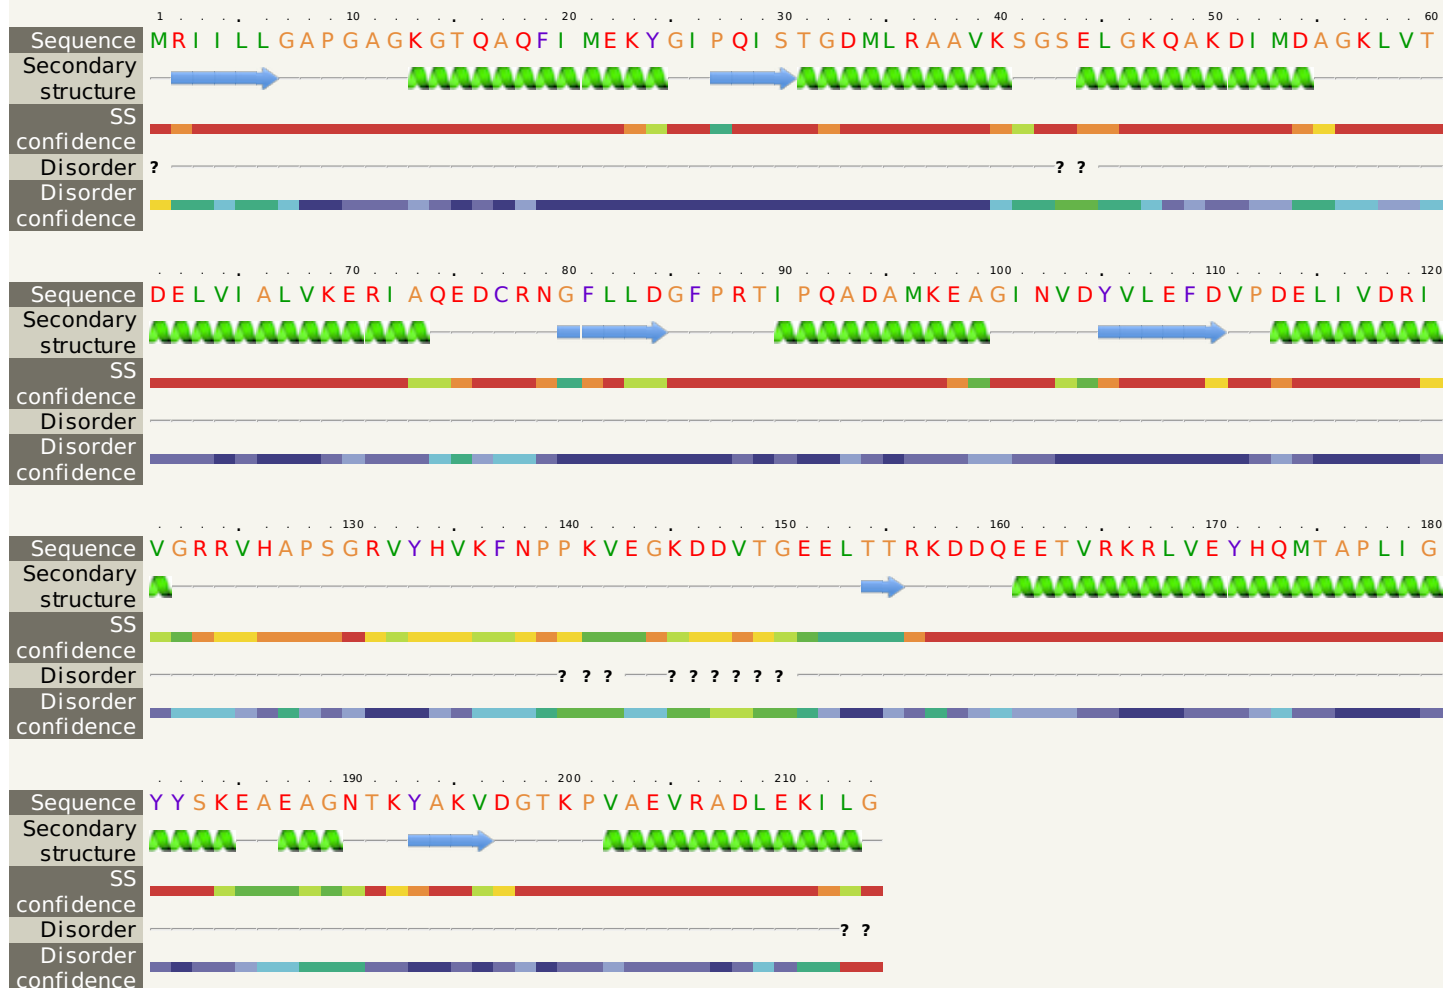 1 . . . . 10 . . . . 20 . . . . 30 . . . . 40 . . . . 50 . . . . 60
Sequence MRIILLGAPGAGKGTQAQFIMEKYGIPQISTGDMLRAAVKSGSELGKQAKDIMDAGKLVT
Secondary
structure
SS
confidence
Disorder ? ? ?
Disorder
confidence
. . . . 70 . . . . 80 . . . . 90 . . . . 100 . . . . 110 . . . . 120
Sequence DELVIALVKERIAQEDCRNGFLLDGFPRTIPQADAMKEAGINVDYVLEFDVPDELIVDRI
Secondary
structure
SS
confidence
Disorder
Disorder
confidence
. . . . 130 . . . . 140 . . . . 150 . . . . 160 . . . . 170 . . . . 180
Sequence VGRRVHAPSGRVYHVKFNPPKVEGKDDVTGEELTTRKDDQEETVRKRLVEYHQMTAPLIG
Secondary
structure
SS
confidence
Disorder ? ? ? ? ? ? ? ? ?
Disorder
confidence
. . . . 190 . . . . 200 . . . . 210 . . . .
Sequence YYSKEAEAGNTKYAKVDGTKPVAEVRADLEKILG
Secondary
structure
SS
confidence
Disorder ? ?
Disorder
confidence